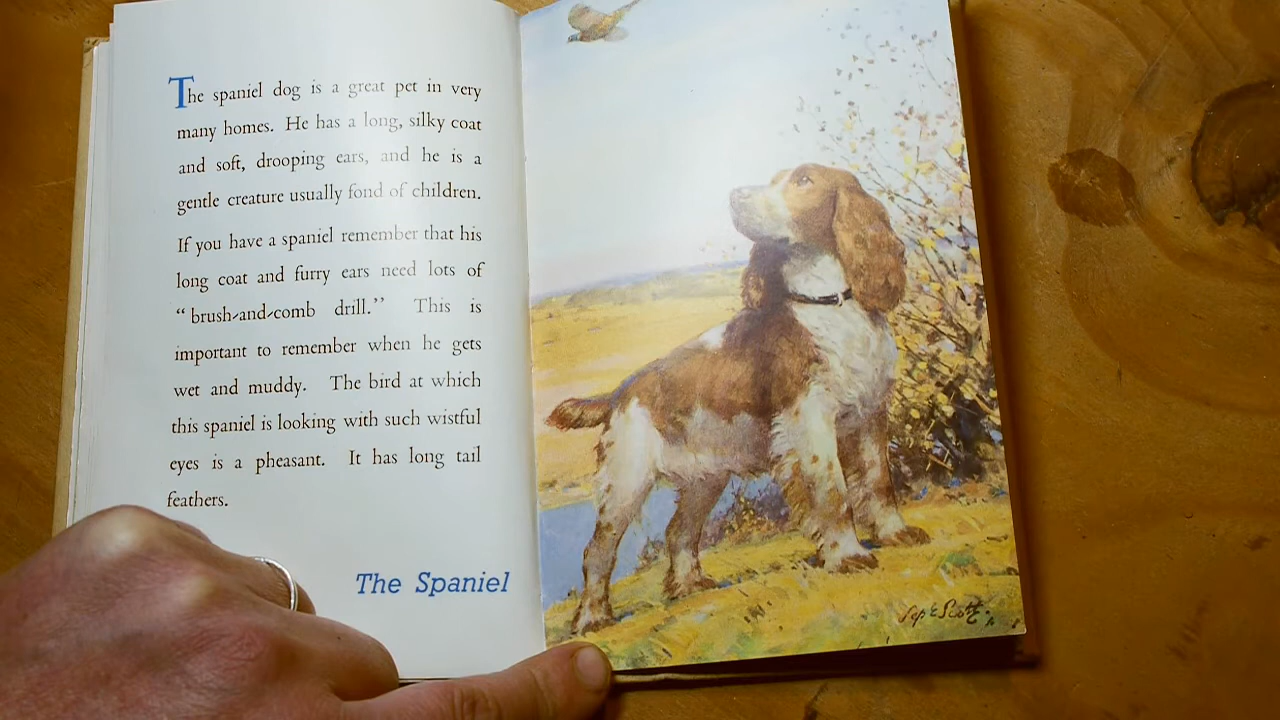 The spaniel dog is a great pet in very
many homes. He has a long, silky coat
and soft, drooping ears, and he is a
gentle creature usually fond of children.
If you have a spaniel remember that his
long coat and furry ears need lots of
“ brush-and-comb drill.” This is
important to remember when he gets
wet and muddy. The bird at which
this spaniel is looking with such wistful
eyes is a pheasant. It has long tail
feathers.
The Spaniel
Sep E Scott.